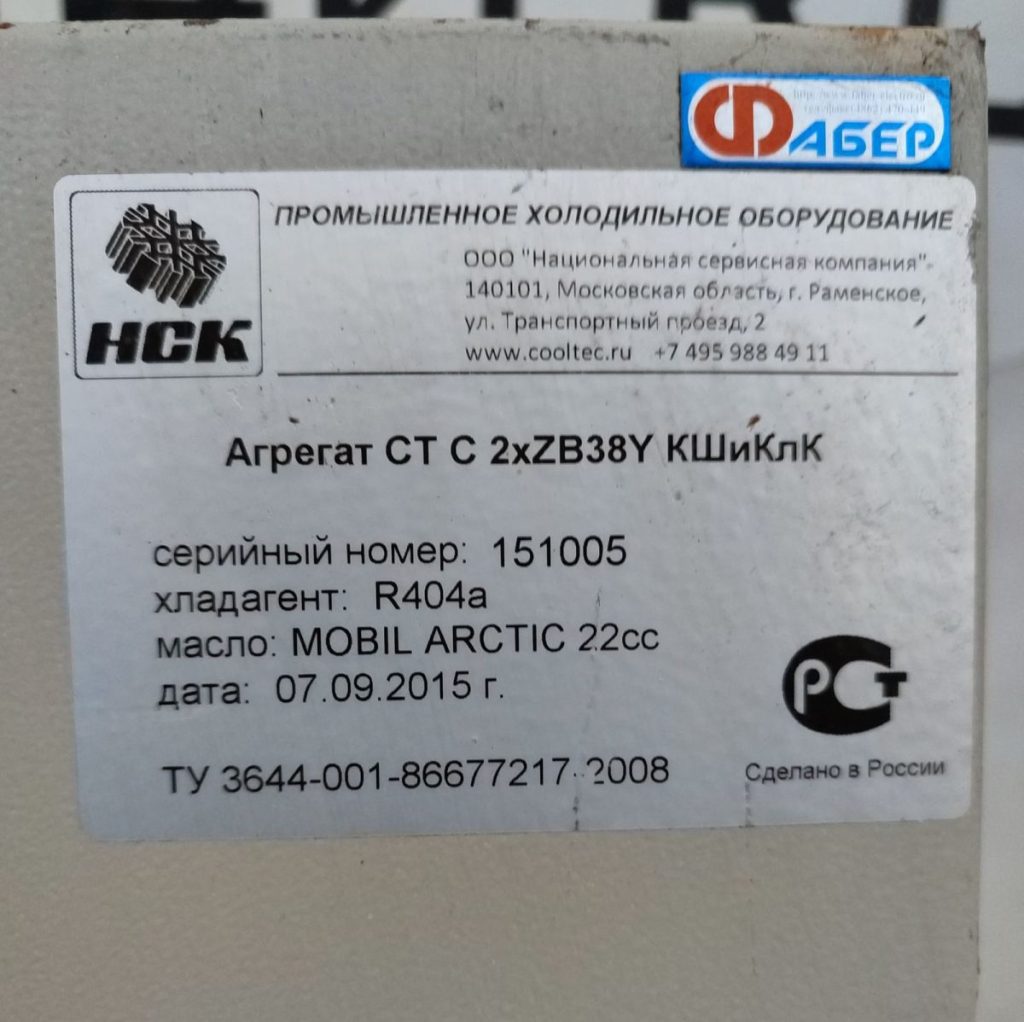 ФАБЕР
НСК
ПРОМЫШЛЕННОЕ ХОЛОДИЛЬНОЕ ОБОРУДОВАНИЕ
ООО "Национальная сервисная компания"
140101, Московская область, г. Раменское,
ул. Транспортный проезд, 2
www.cooltec.ru +7 495 988 49 11
Агрегат СТ С 2xZB38Y КШиКлК
серийный номер: 151005
хладагент: R404a
масло: MOBIL ARCTIC 22cc
дата: 07.09.2015 г.
РСТ
ТУ 3644-001-86677217-2008
Сделано в России